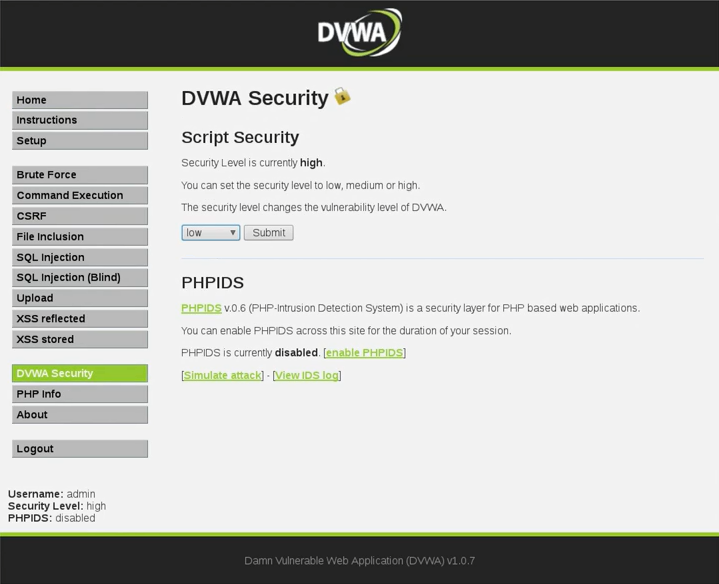 DVWA
Home
Instructions
Setup
Brute Force
Command Execution
CSRF
File Inclusion
SQL Injection
SQL Injection (Blind)
Upload
XSS reflected
XSS stored
DVWA Security
PHP Info
About
Logout
Username: admin
Security Level: high
PHPIDS: disabled
DVWA Security
Script Security
Security Level is currently high.
You can set the security level to low, medium or high.
The security level changes the vulnerability level of DVWA.
low Submit
PHPIDS
PHPIDS v.0.6 (PHP-Intrusion Detection System) is a security layer for PHP based web applications.
You can enable PHPIDS across this site for the duration of your session.
PHPIDS is currently disabled. [enable PHPIDS]
[Simulate attack] - [View IDS log]
Damn Vulnerable Web Application (DVWA) v1.0.7